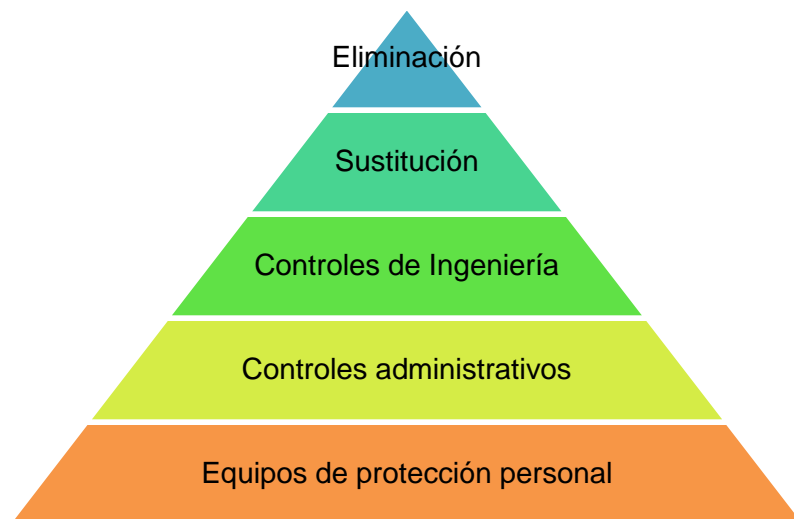 Eliminación
Sustitución
Controles de Ingeniería
Controles administrativos
Equipos de protección personal